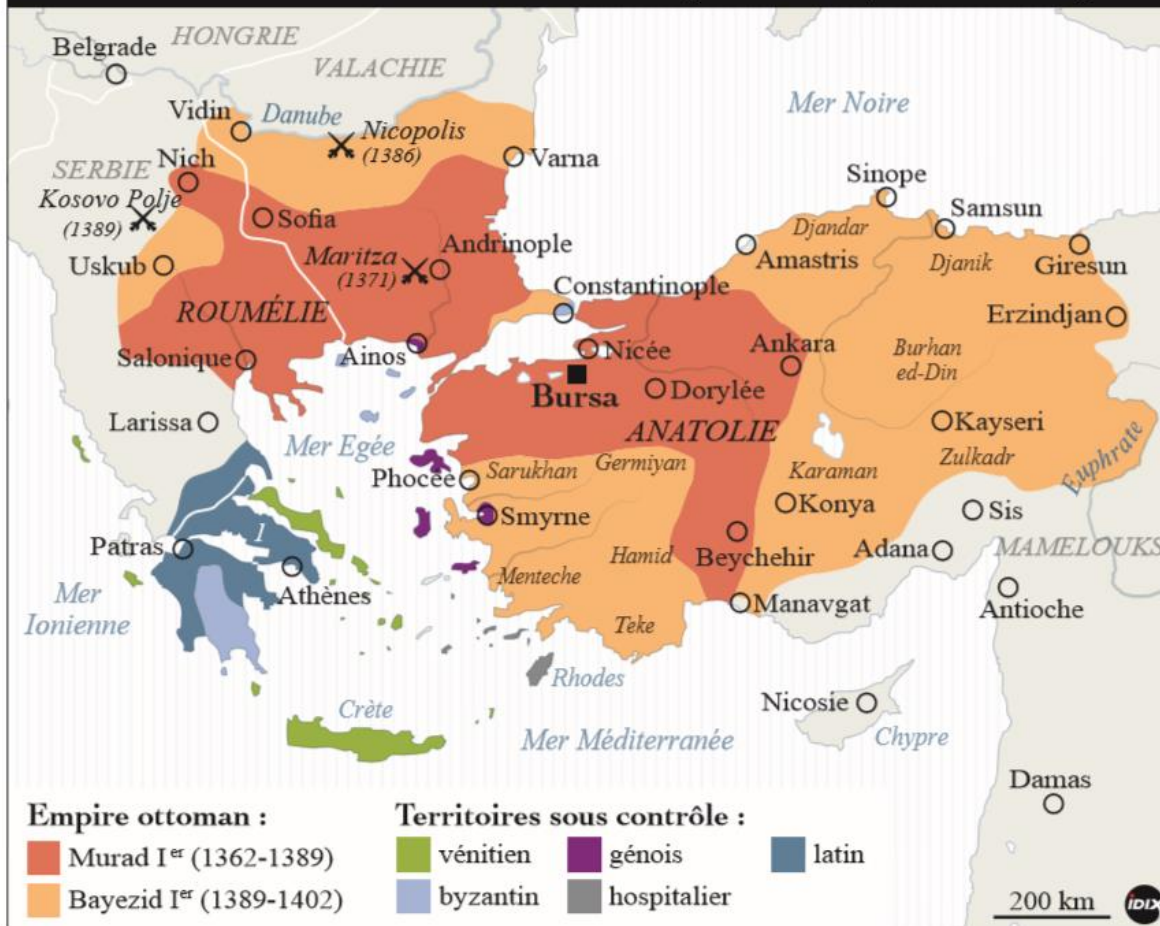 HONGRIE
Belgrade
VALACHIE
Mer Noire
Vidin
Danube
Nicopolis
(1386)
Nich
Varna
SERBIE
Kosovo Polje
(1389)
Sinope
Samsun
Sofia
Djandar
Maritza
(1371)
Andrinople
Amastris
Djanik
Giresun
Uskub
Constantinople
Erzindjan
ROUMÉLIE
Ainos
Nicée
Ankara
Burhan
ed-Din
Salonique
Bursa
Dorylée
Larissa
ANATOLIE
Kayseri
Mer Egée
Zulkadr
Euphrate
Phocée
Sarukhan
Germiyan
Karaman
Smyrne
Konya
Sis
Patras
1
Beychehir
Adana
MAMELOUKS
Hamid
Athènes
Menteche
Mer
Ionienne
Manavgat
Antioche
Teke
Rhodes
Nicosie
Crète
Mer Méditerranée
Chypre
Damas
Empire ottoman :
Murad Ier (1362-1389)
Bayezid Ier (1389-1402)
Territoires sous contrôle :
vénitien
génois
latin
byzantin
hospitalier
200 km
iDIX